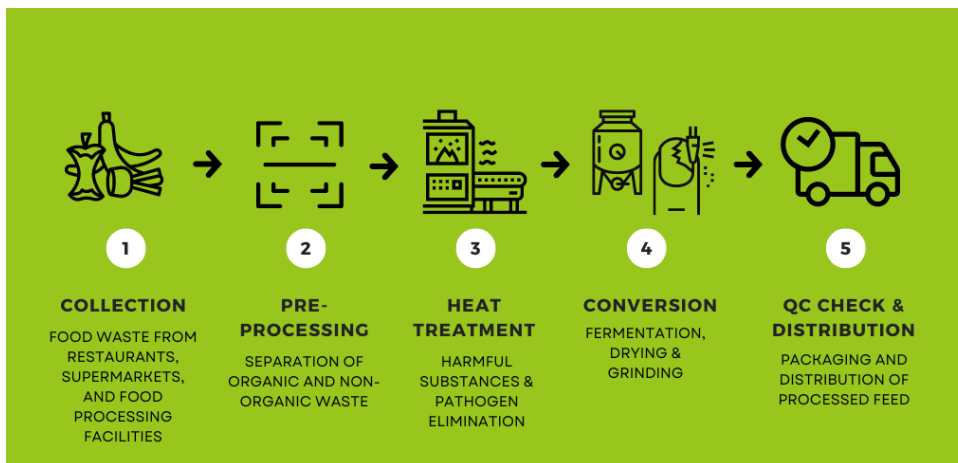 1
COLLECTION
FOOD WASTE FROM
RESTAURANTS,
SUPERMARKETS,
AND FOOD
PROCESSING
FACILITIES
2
PRE-
PROCESSING
SEPARATION OF
ORGANIC AND NON-
ORGANIC WASTE
3
HEAT
TREATMENT
HARMFUL
SUBSTANCES &
PATHOGEN
ELIMINATION
4
CONVERSION
FERMENTATION,
DRYING &
GRINDING
5
QC CHECK &
DISTRIBUTION
PACKAGING AND
DISTRIBUTION OF
PROCESSED FEED